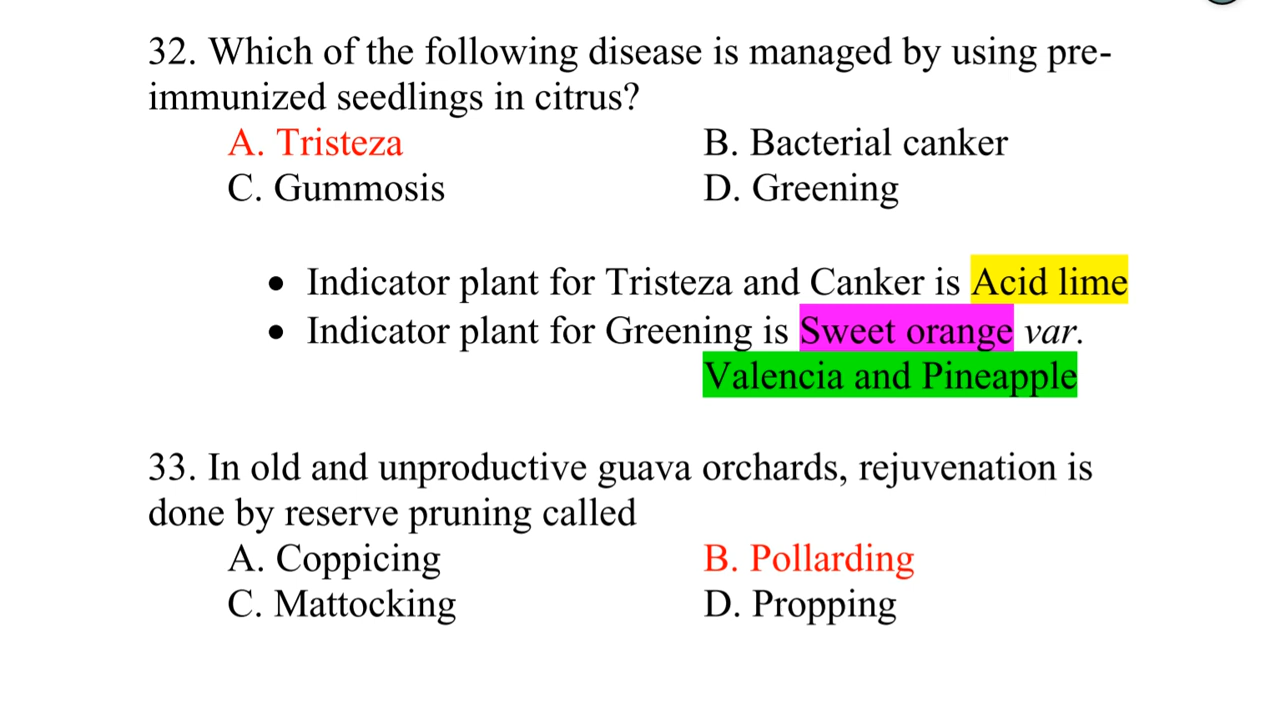 32. Which of the following disease is managed by using pre-
immunized seedlings in citrus?
A. Tristeza B. Bacterial canker
C. Gummosis D. Greening
• Indicator plant for Tristeza and Canker is Acid lime
• Indicator plant for Greening is Sweet orange var.
Valencia and Pineapple
33. In old and unproductive guava orchards, rejuvenation is
done by reserve pruning called
A. Coppicing B. Pollarding
C. Mattocking D. Propping